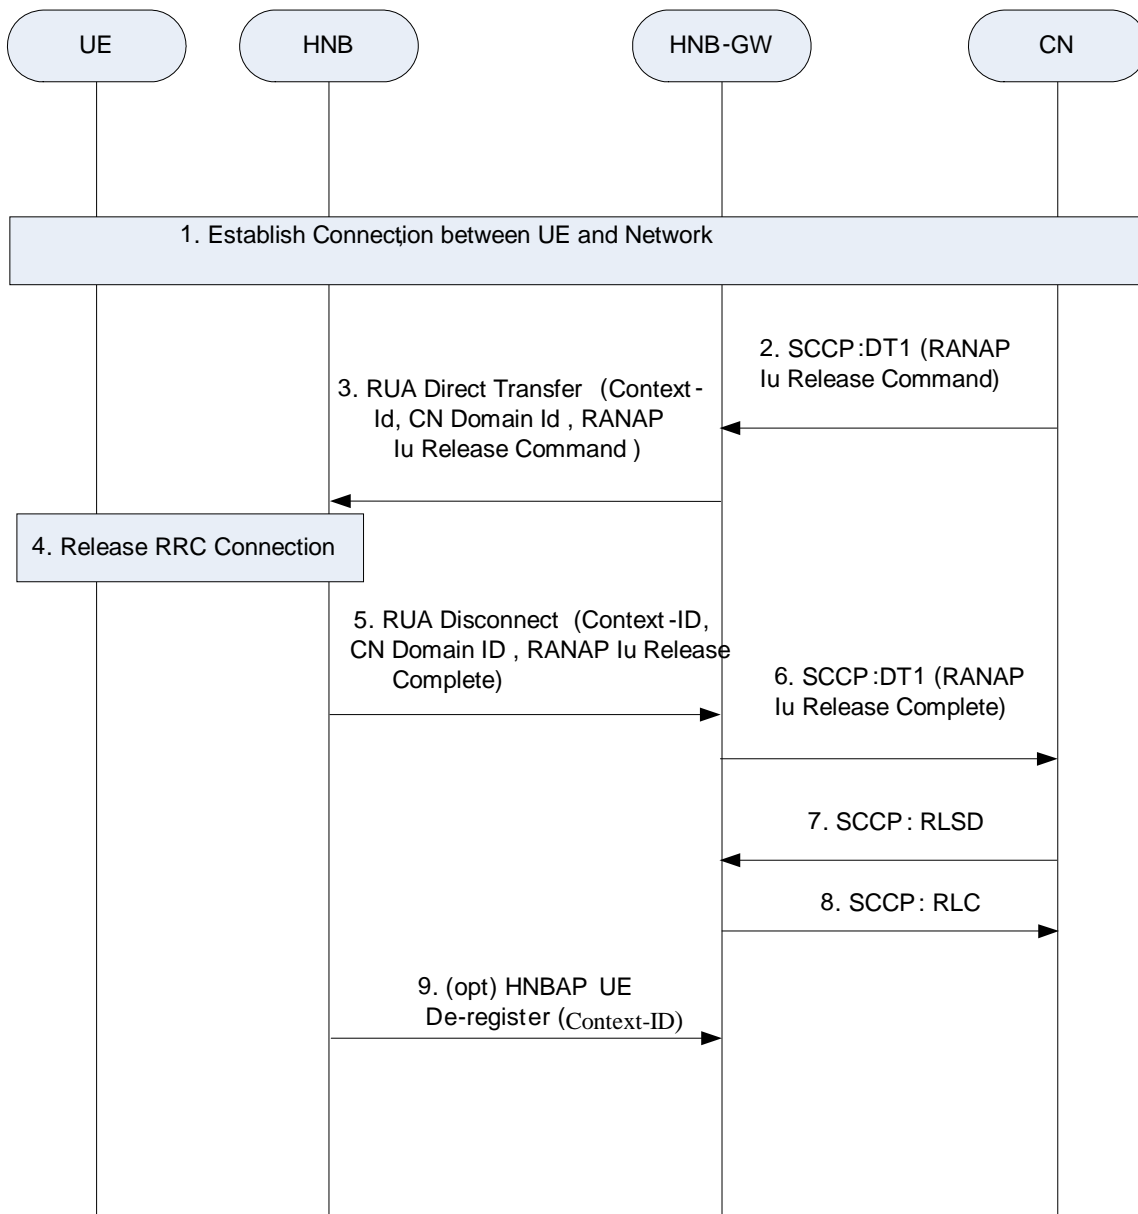 UE
HNB
HNB-GW
CN
1. Establish Connection between UE and Network
2. SCCP:DT1 (RANAP
Iu Release Command)
3. RUA Direct Transfer (Context-
Id, CN Domain Id , RANAP
Iu Release Command )
4. Release RRC Connection
5. RUA Disconnect (Context-ID,
CN Domain ID , RANAP Iu Release
Complete)
6. SCCP:DT1 (RANAP
Iu Release Complete)
7. SCCP: RLSD
8. SCCP: RLC
9. (opt) HNBAP UE
De-register (Context-ID)